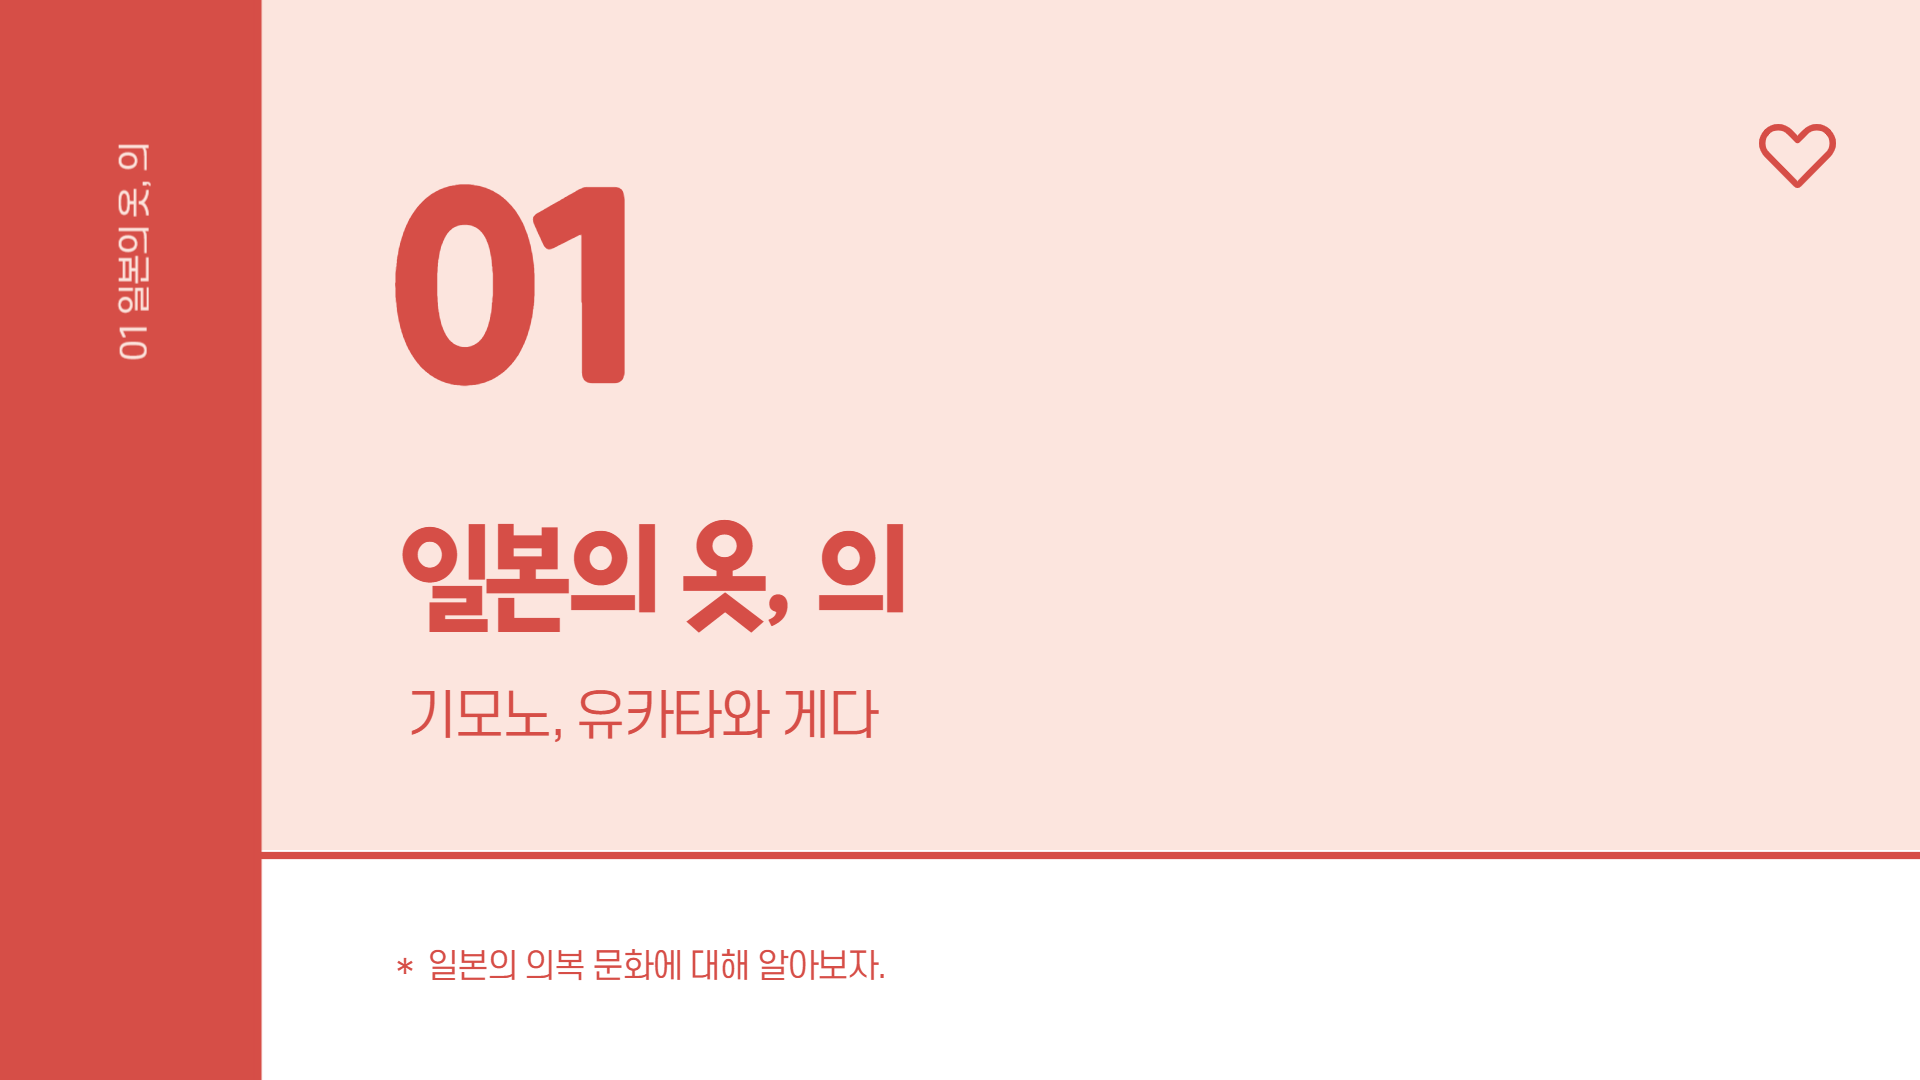 01 일본의 옷, 의
01
일본의 옷, 의
기모노, 유카타와 게다
* 일본의 의복 문화에 대해 알아보자.